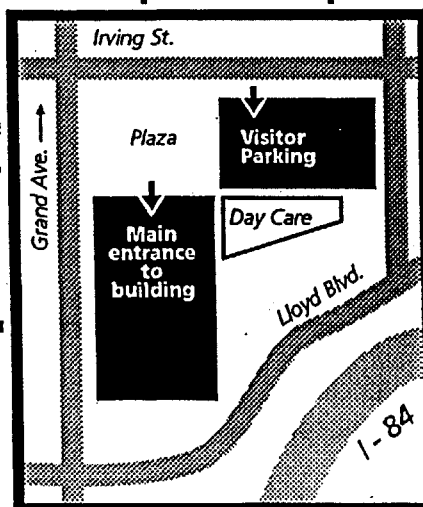 Irving St.
Grand Ave.
Plaza
Visitor
Parking
Main
entrance
to
building
Day Care
Lloyd Blvd.
I - 84